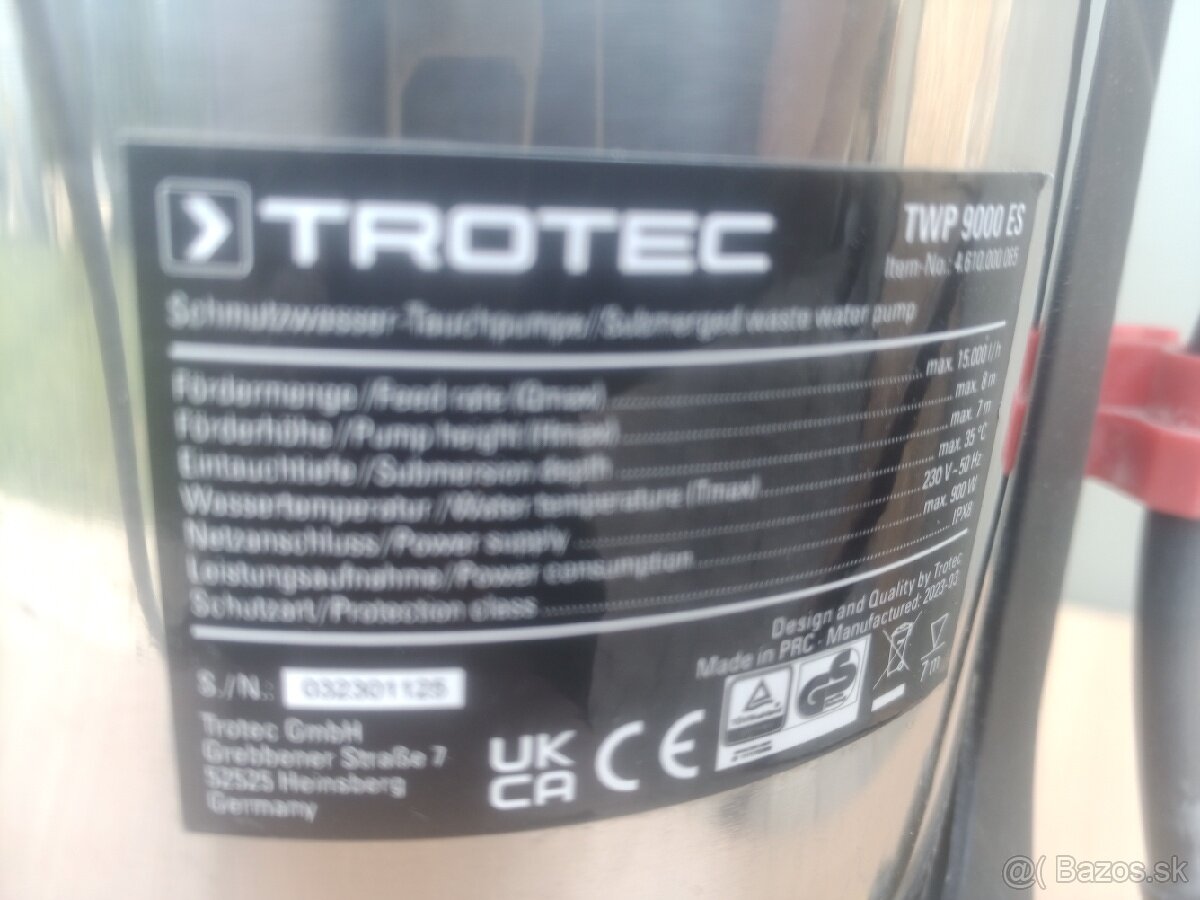 TROTEC
TWP 9000 ES
Item-No.: 4.610.000.065
Schmutzwasser-Tauchpumpe/Submerged waste water pump
Fördermenge/Feed rate (Qmax) max. 15.000 l/h
Förderhöhe/Pump height (Hmax) max. 8 m
Eintauchtiefe/Submerson depth max. 7 m
Wassertemperatur/Water temperature (Tmax) max. 35 °C
Netzanschluss/Power supply 230 V~50 Hz
Leistungsaufnahme/Power consumption max. 900 W
Schutzart/Protection class IPX8
Design and Quality by Trotec
Made in PRC - Manufactured: 2023-03
S./N.: 032301125
Trotec GmbH
Grebbener Straße 7
52525 Heinsberg
Germany
UK
CA
CE
GS
7 m
@( Bazos.sk